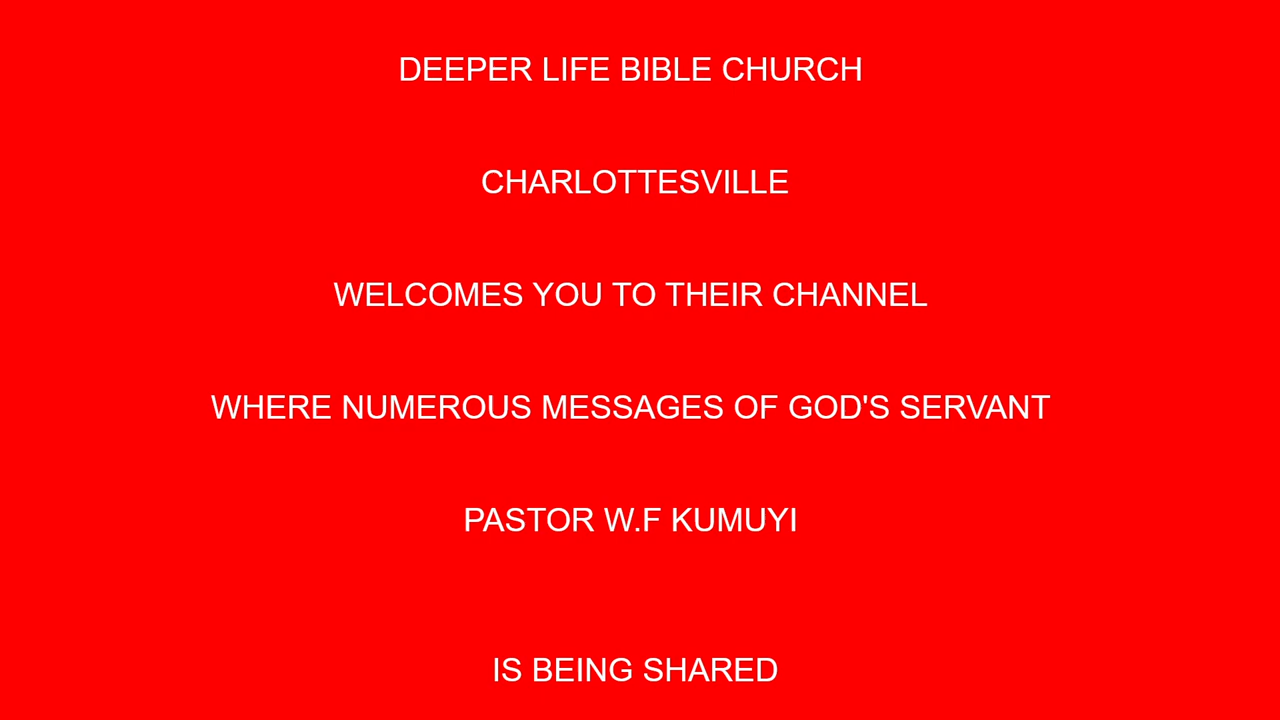 DEEPER LIFE BIBLE CHURCH
CHARLOTTESVILLE
WELCOMES YOU TO THEIR CHANNEL
WHERE NUMEROUS MESSAGES OF GOD'S SERVANT
PASTOR W.F KUMUYI
IS BEING SHARED